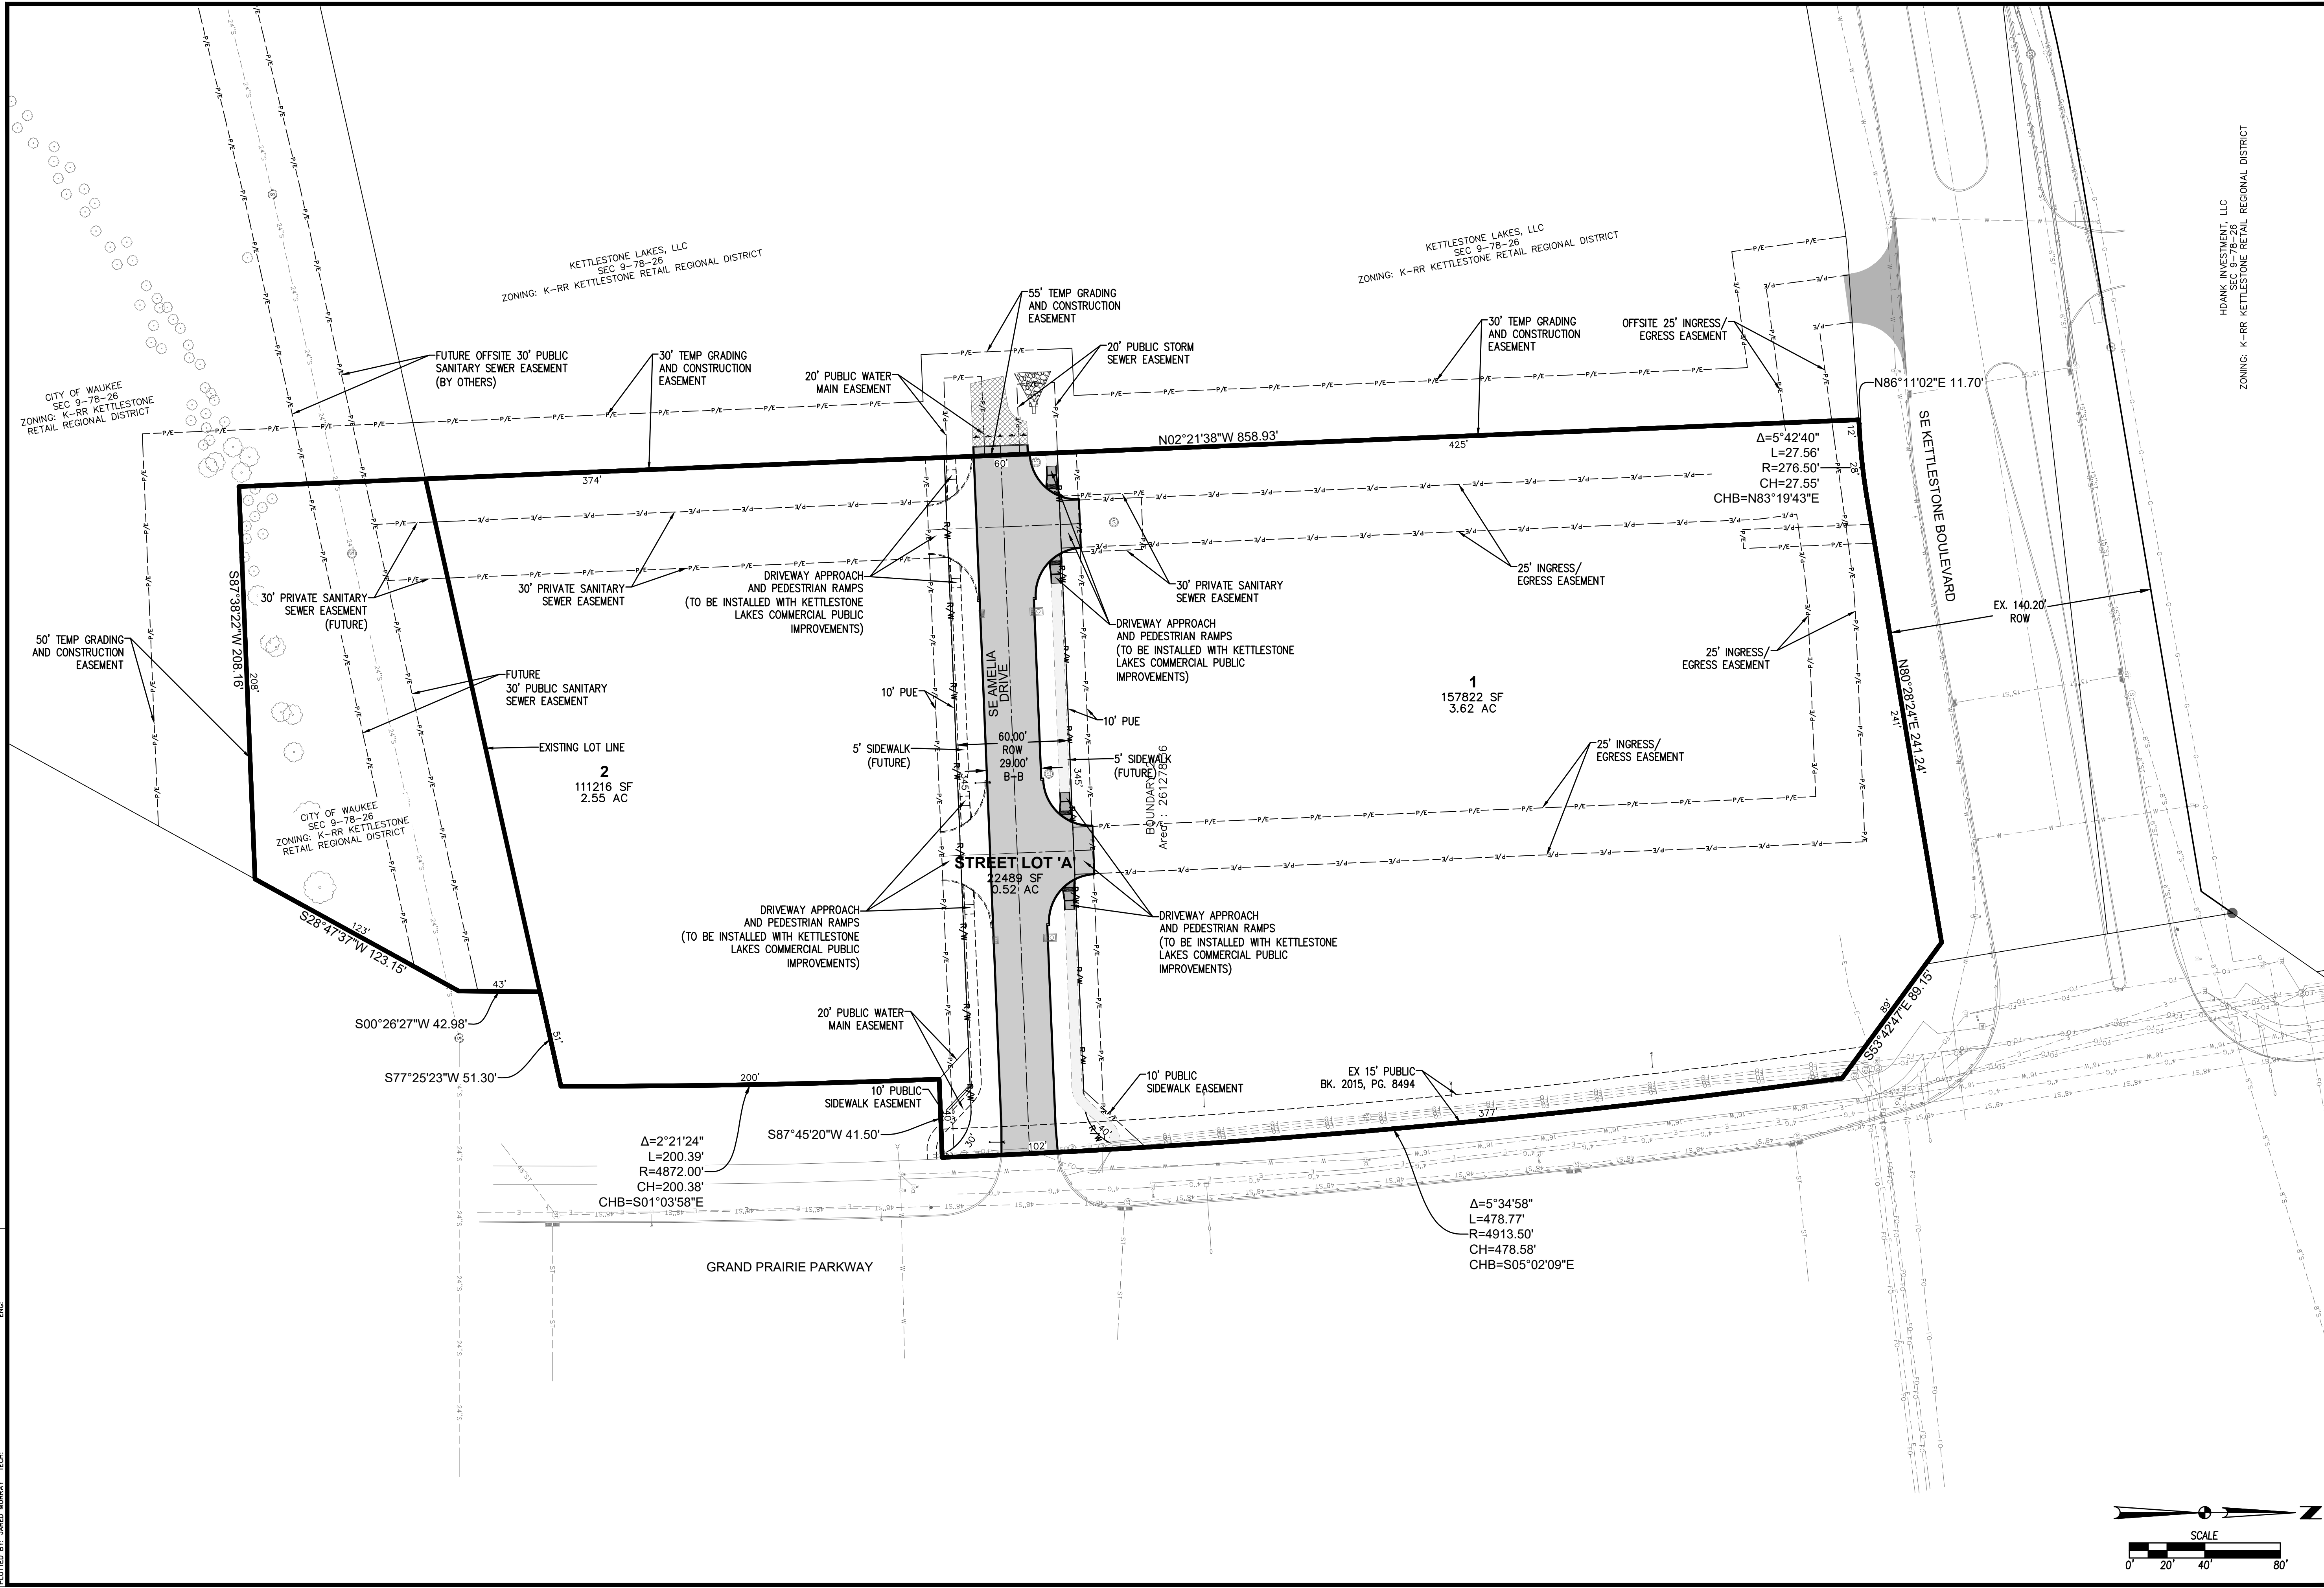 HDANK INVESTMENT, LLC
SEC 9-78-26
ZONING: K-RR KETTLESTONE RETAIL REGIONAL DISTRICT
KETTLESTONE LAKES, LLC
SEC 9-78-26
ZONING: K-RR KETTLESTONE RETAIL REGIONAL DISTRICT
KETTLESTONE LAKES, LLC
SEC 9-78-26
ZONING: K-RR KETTLESTONE RETAIL REGIONAL DISTRICT
CITY OF WAUKEE
SEC 9-78-26
ZONING: K-RR KETTLESTONE
RETAIL REGIONAL DISTRICT
FUTURE OFFSITE 30' PUBLIC
SANITARY SEWER EASEMENT
(BY OTHERS)
30' TEMP GRADING
AND CONSTRUCTION
EASEMENT
55' TEMP GRADING
AND CONSTRUCTION
EASEMENT
20' PUBLIC WATER
MAIN EASEMENT
20' PUBLIC STORM
SEWER EASEMENT
30' TEMP GRADING
AND CONSTRUCTION
EASEMENT
OFFSITE 25' INGRESS/
EGRESS EASEMENT
N86°11'02"E 11.70'
N02°21'38"W 858.93'
425'
374'
60'
12'
28'
Δ=5°42'40"
L=27.56'
R=276.50'
CH=27.55'
CHB=N83°19'43"E
SE KETTLESTONE BOULEVARD
EX. 140.20'
ROW
N80°28'24"E 241.24'
241'
S87°38'22"W 208.16'
208'
50' TEMP GRADING
AND CONSTRUCTION
EASEMENT
30' PRIVATE SANITARY
SEWER EASEMENT
(FUTURE)
30' PRIVATE SANITARY
SEWER EASEMENT
DRIVEWAY APPROACH
AND PEDESTRIAN RAMPS
(TO BE INSTALLED WITH KETTLESTONE
LAKES COMMERCIAL PUBLIC
IMPROVEMENTS)
30' PRIVATE SANITARY
SEWER EASEMENT
DRIVEWAY APPROACH
AND PEDESTRIAN RAMPS
(TO BE INSTALLED WITH KETTLESTONE
LAKES COMMERCIAL PUBLIC
IMPROVEMENTS)
25' INGRESS/
EGRESS EASEMENT
25' INGRESS/
EGRESS EASEMENT
FUTURE
30' PUBLIC SANITARY
SEWER EASEMENT
EXISTING LOT LINE
10' PUE
SE AMELIA
DRIVE
10' PUE
1
157822 SF
3.62 AC
2
111216 SF
2.55 AC
5' SIDEWALK
(FUTURE)
60.00'
ROW
29.00'
B-B
5' SIDEWALK
(FUTURE)
345'
345'
25' INGRESS/
EGRESS EASEMENT
CITY OF WAUKEE
SEC 9-78-26
ZONING: K-RR KETTLESTONE
RETAIL REGIONAL DISTRICT
STREET LOT 'A'
22489 SF
0.52 AC
DRIVEWAY APPROACH
AND PEDESTRIAN RAMPS
(TO BE INSTALLED WITH KETTLESTONE
LAKES COMMERCIAL PUBLIC
IMPROVEMENTS)
DRIVEWAY APPROACH
AND PEDESTRIAN RAMPS
(TO BE INSTALLED WITH KETTLESTONE
LAKES COMMERCIAL PUBLIC
IMPROVEMENTS)
123'
S28°47'37"W 123.15'
43'
S00°26'27"W 42.98'
51'
S77°25'23"W 51.30'
200'
20' PUBLIC WATER
MAIN EASEMENT
10' PUBLIC
SIDEWALK EASEMENT
S87°45'20"W 41.50'
30'
102'
40'
10' PUBLIC
SIDEWALK EASEMENT
EX 15' PUBLIC
BK. 2015, PG. 8494
377'
89'
S53°42'47"E 89.15'
Δ=2°21'24"
L=200.39'
R=4872.00'
CH=200.38'
CHB=S01°03'58"E
Δ=5°34'58"
L=478.77'
R=4913.50'
CH=478.58'
CHB=S05°02'09"E
GRAND PRAIRIE PARKWAY
SCALE
0' 20' 40' 80'